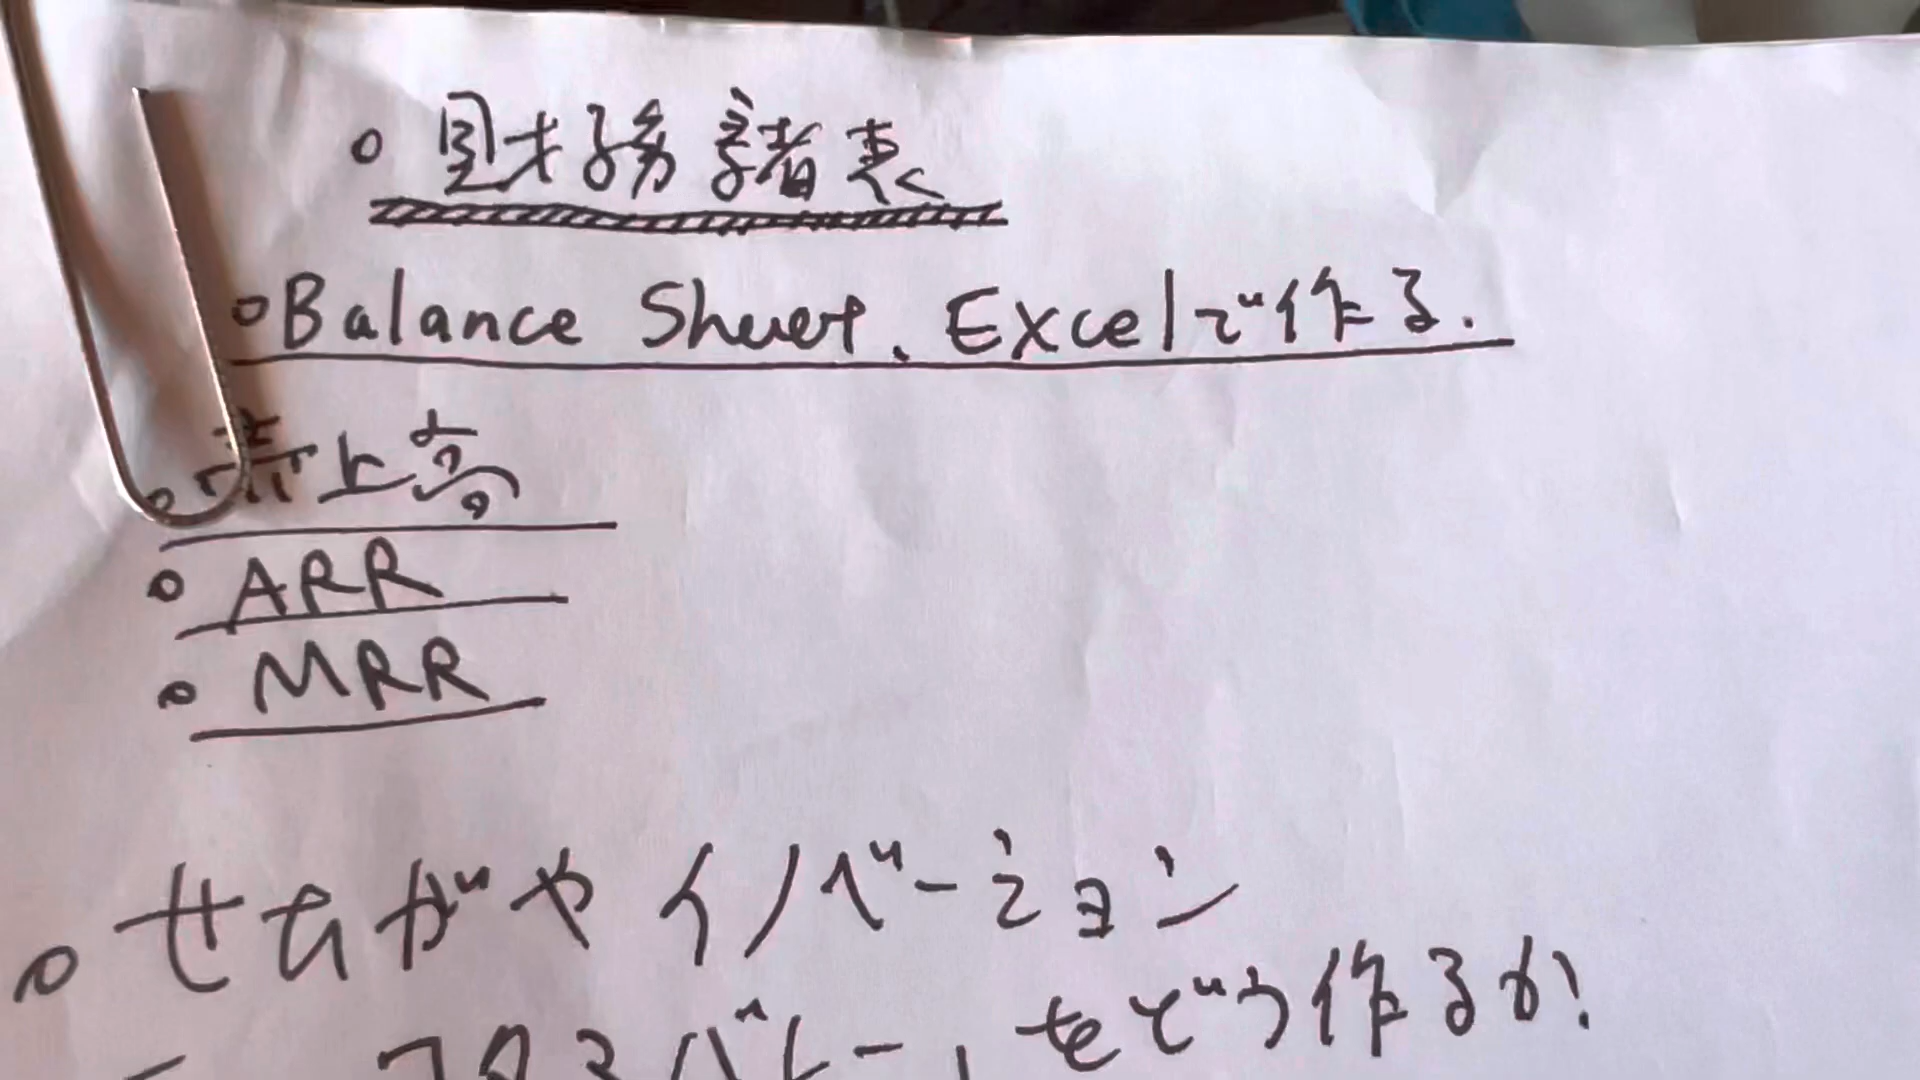 ○ 財務諸表
○Balance Sheet、Excelで作る.
○ 売上高
○ ARR
○ MRR
○ せたがやイノベーション
をどう作るか!